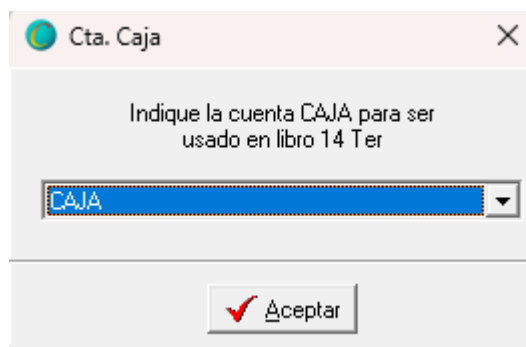 Cta. Caja
Indique la cuenta CAJA para ser
usado en libro 14 Ter
CAJA
Aceptar